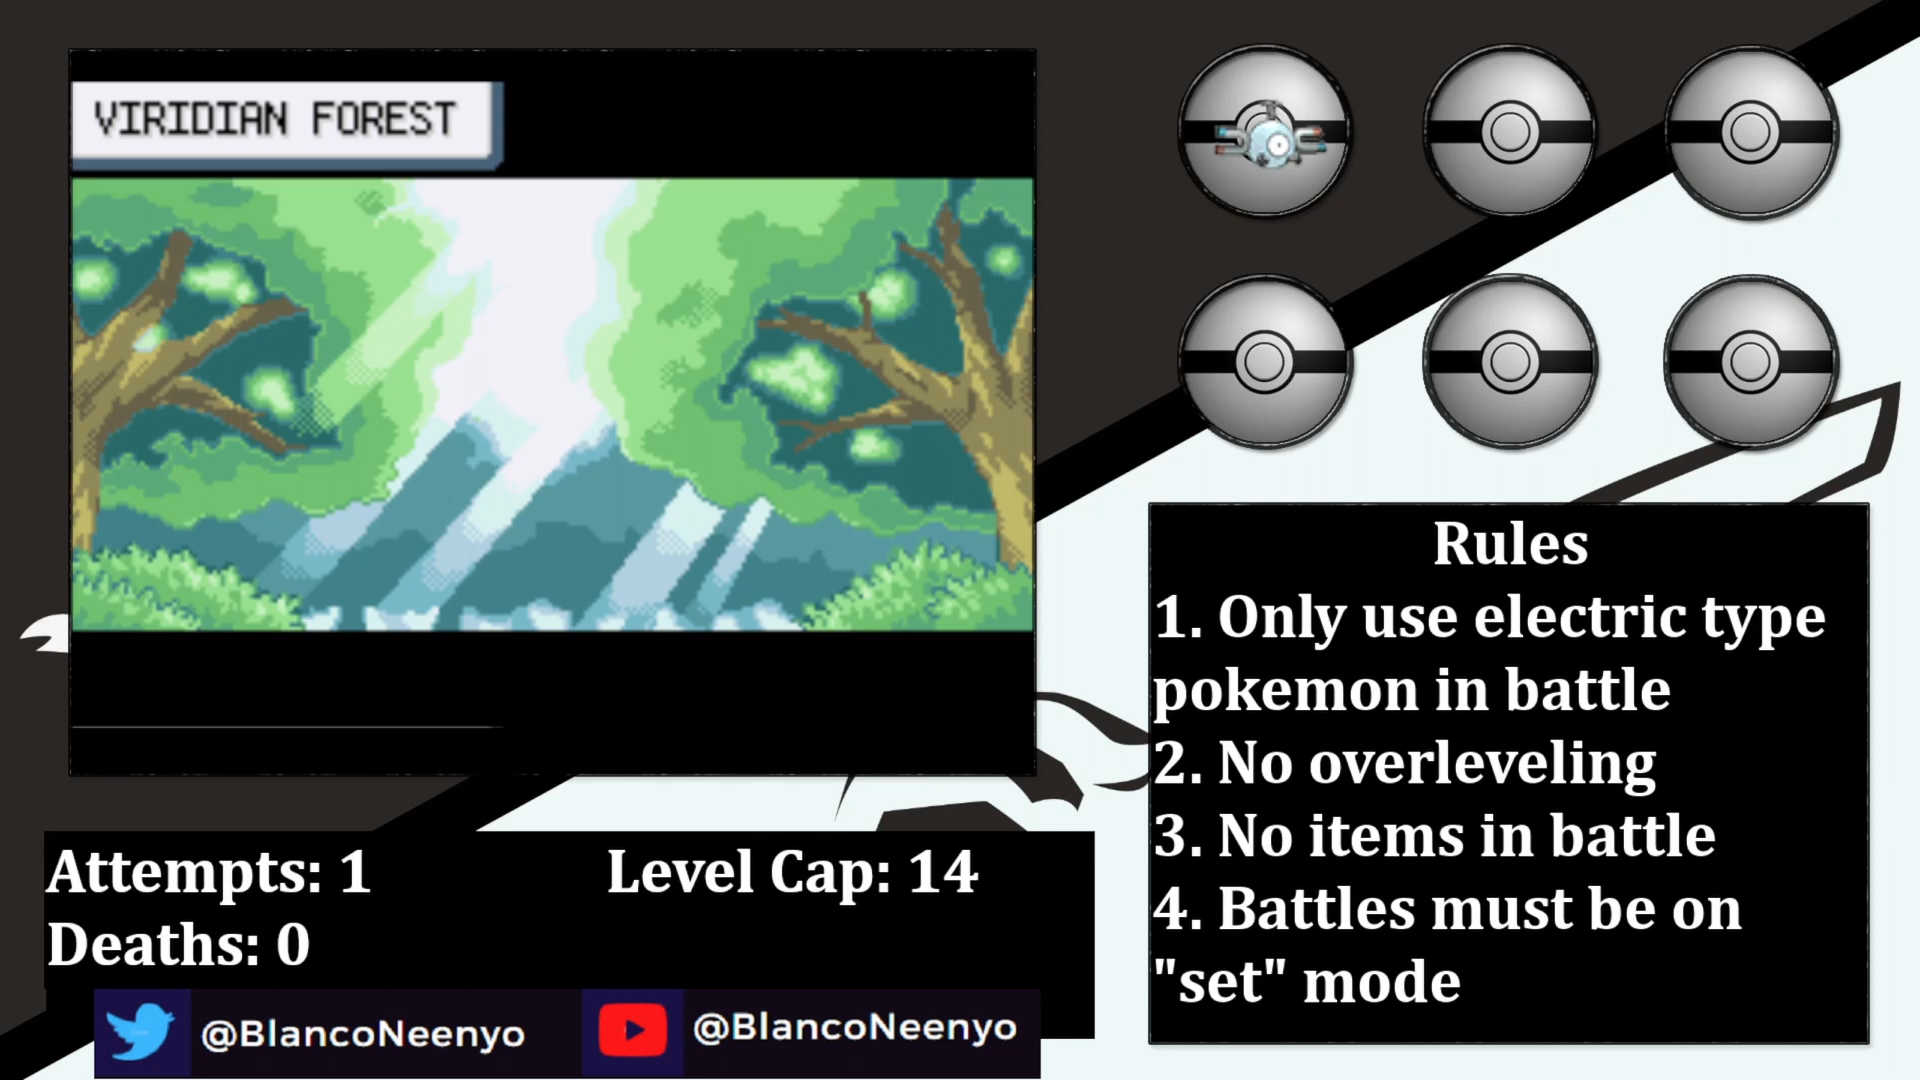 VIRIDIAN FOREST
Rules
1. Only use electric type
pokemon in battle
2. No overleveling
3. No items in battle
4. Battles must be on
"set" mode
Attempts: 1
Level Cap: 14
Deaths: 0
@BlancoNeenyo
@BlancoNeenyo